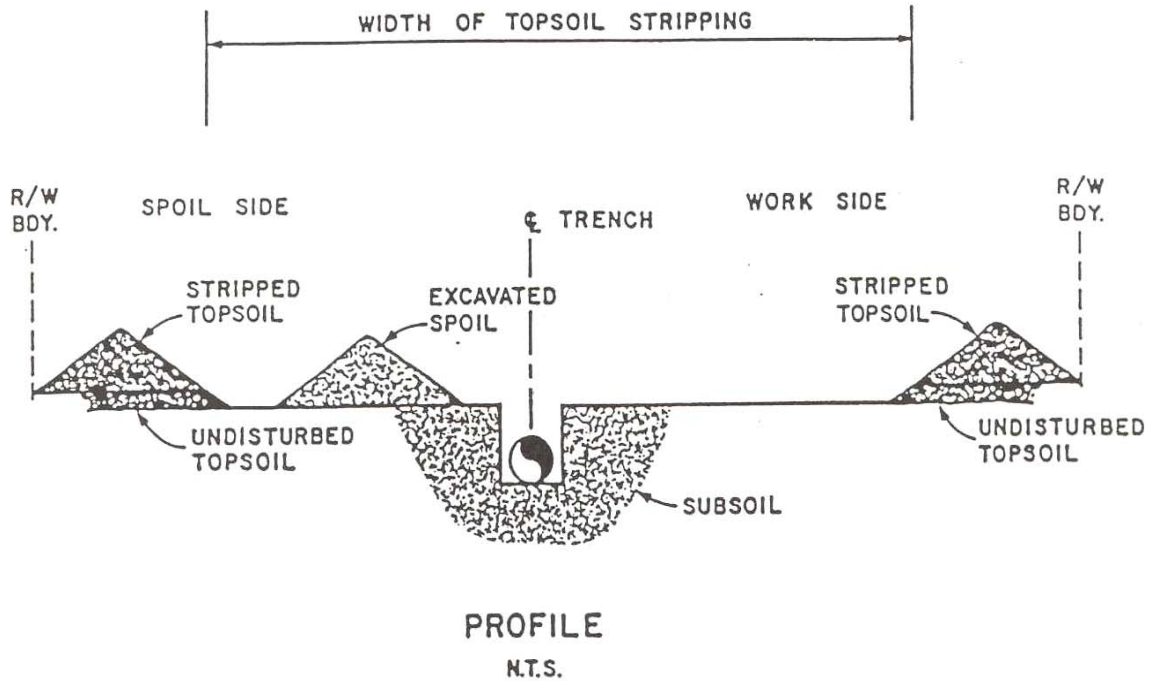 WIDTH OF TOPSOIL STRIPPING
R/W
BDY.
SPOIL SIDE
℄ TRENCH
WORK SIDE
R/W
BDY.
STRIPPED
TOPSOIL
EXCAVATED
SPOIL
STRIPPED
TOPSOIL
UNDISTURBED
TOPSOIL
UNDISTURBED
TOPSOIL
SUBSOIL
PROFILE
N.T.S.